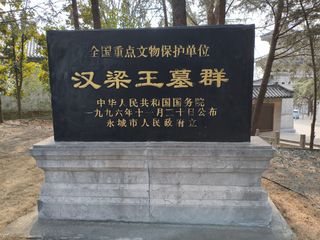 全国重点文物保护单位
汉梁王墓群
中华人民共和国国务院
一九九六年十一月二十日公布
永城市人民政府立